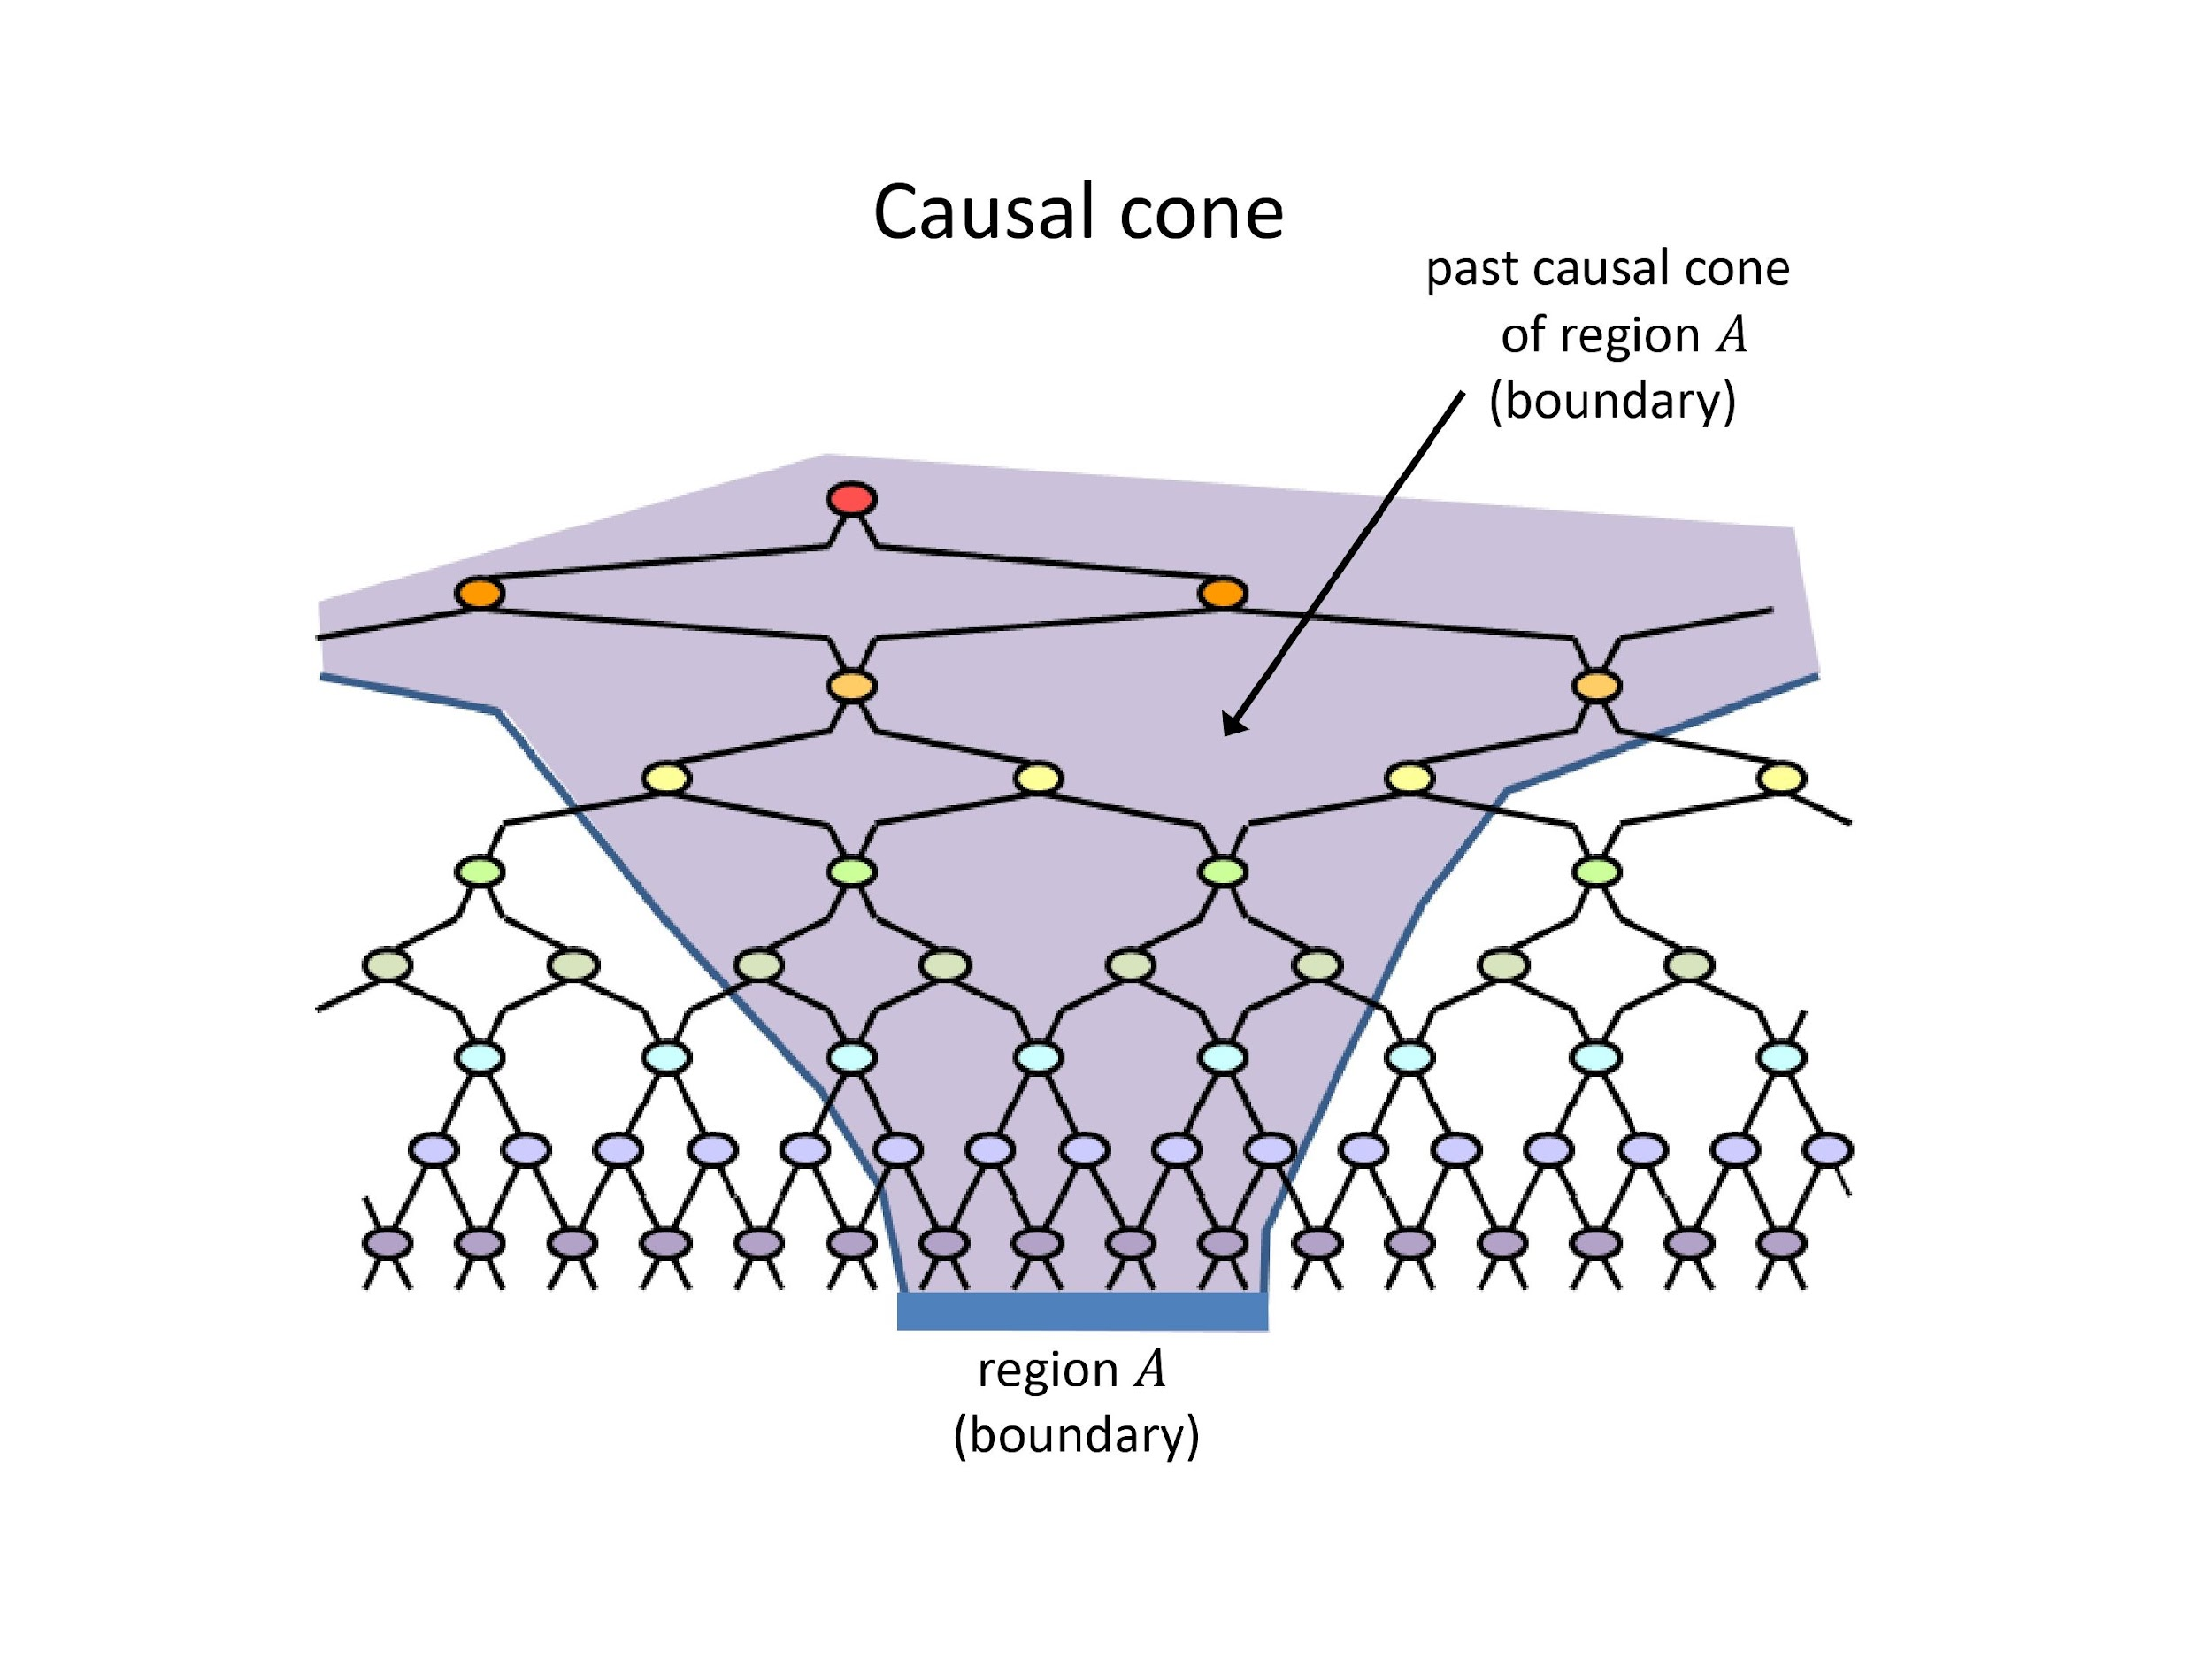 Causal cone
past causal cone
of region A
(boundary)
region A
(boundary)